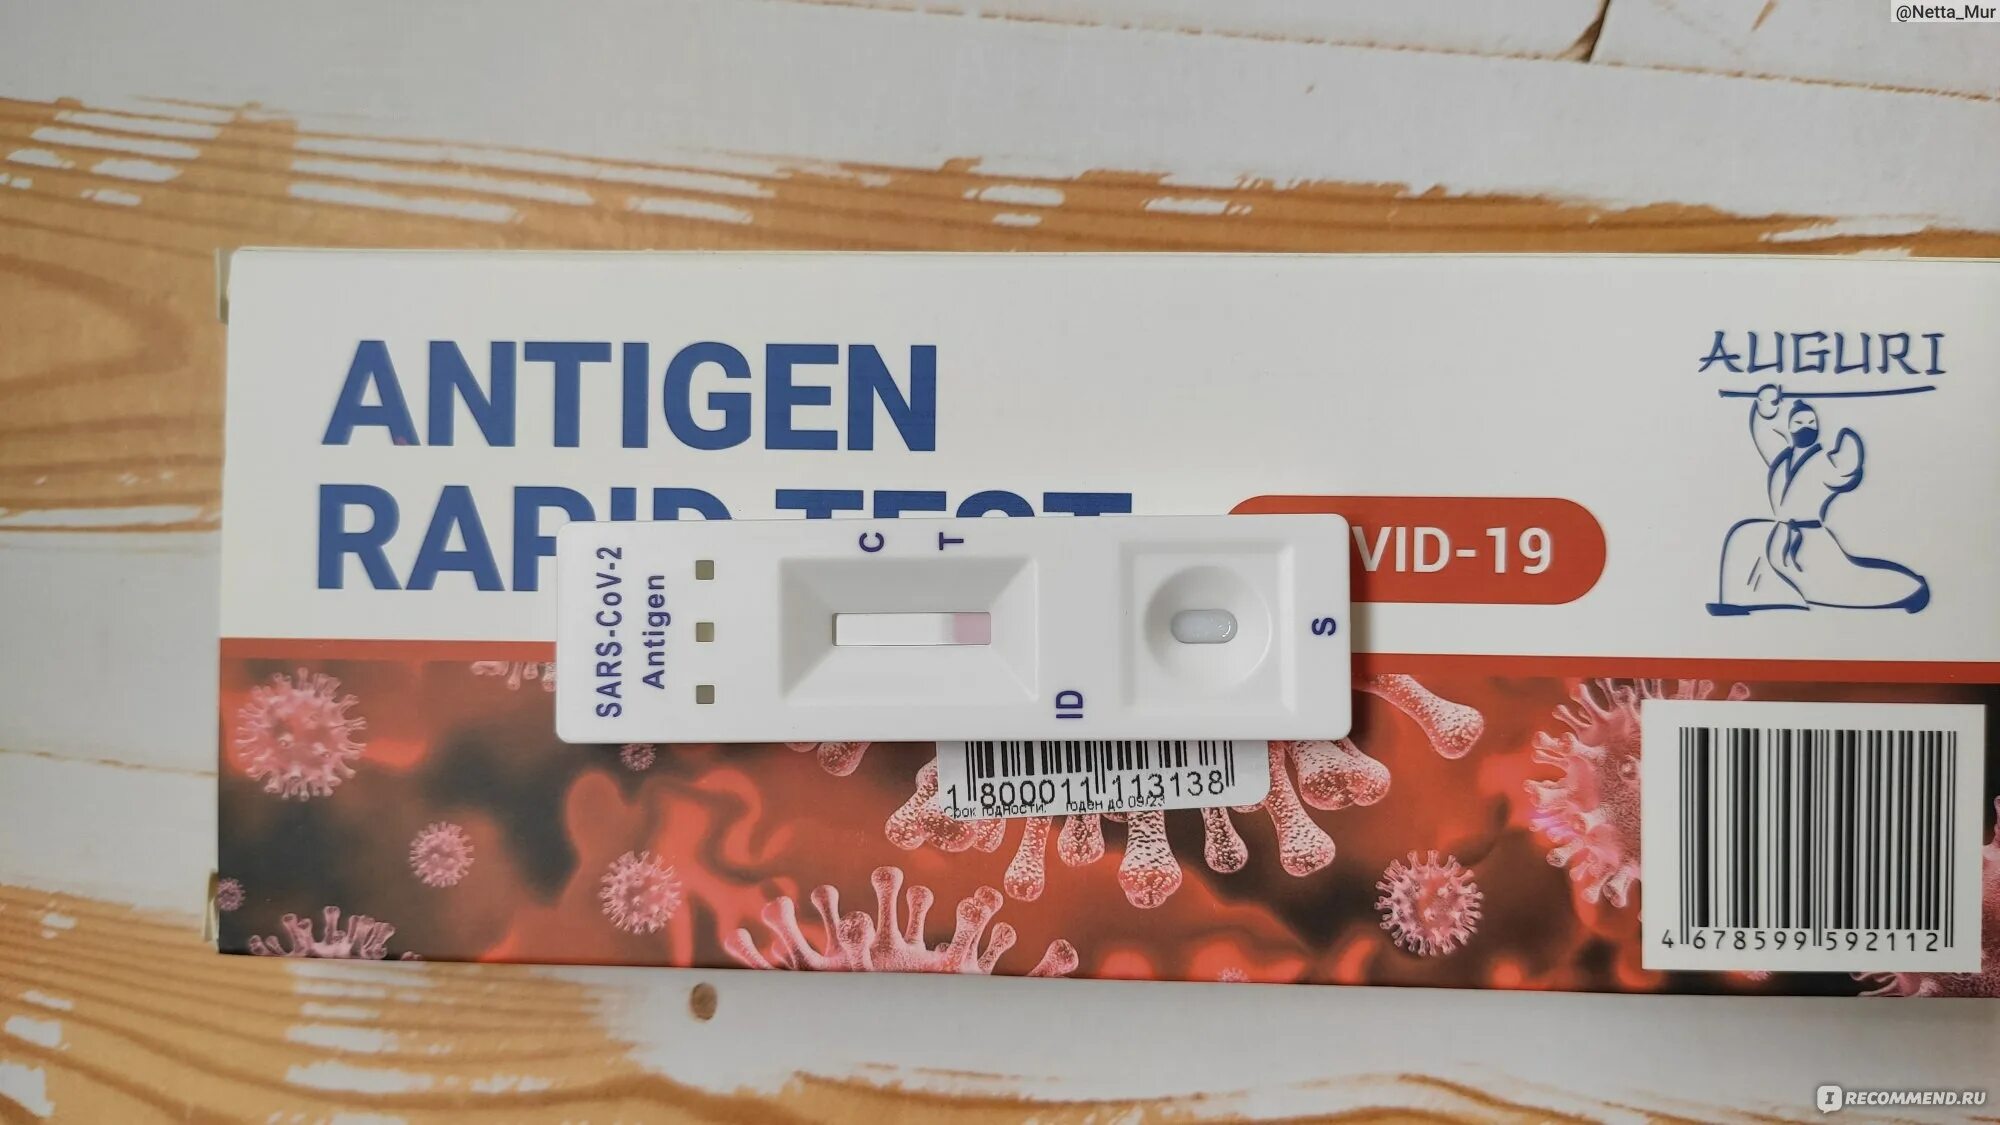 @Netta_Mur
ANTIGEN
AUGURI
RAPID TEST
VID-19
SARS-CoV-2
Antigen
C
T
ID
S
1 800011 113138
Срок годности: годен до 09/23
4 678599 592112
IRECOMMEND.RU